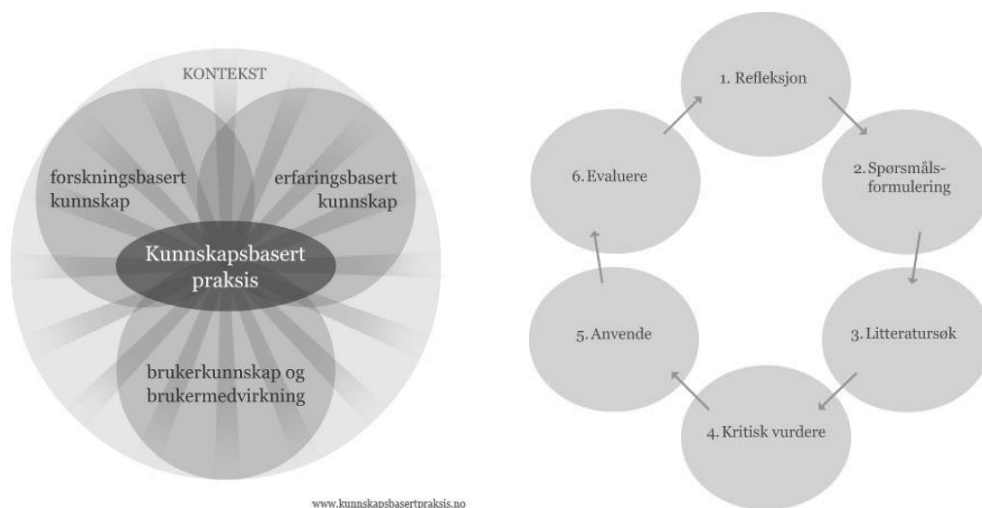 KONTEKST
forskningsbasert
kunnskap
erfaringsbasert
kunnskap
Kunnskapsbasert
praksis
brukerkunnskap og
brukermedvirkning
www.kunnskapsbasertpraksis.no
1. Refleksjon
2. Spørsmåls-
formulering
3. Litteratursøk
4. Kritisk vurdere
5. Anvende
6. Evaluere